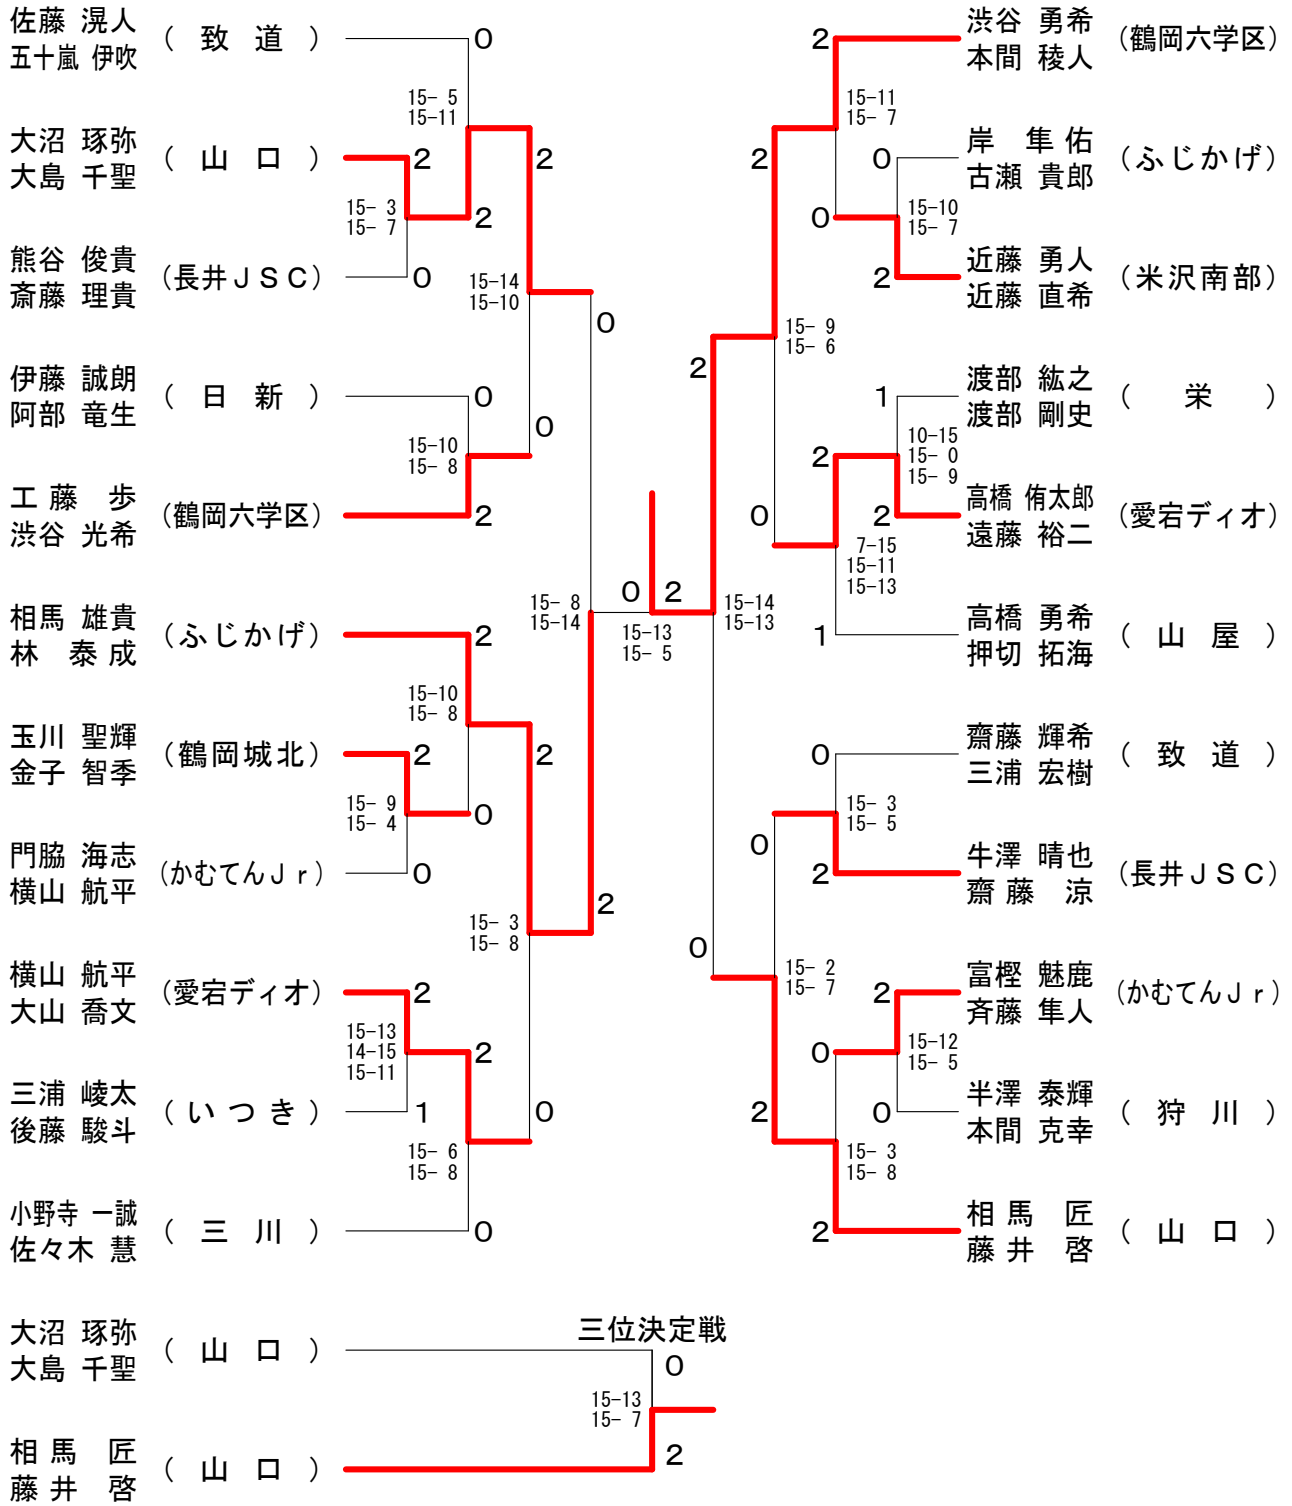 佐藤 滉人
五十嵐 伊吹
( 致 道 )
0
15- 5
15-11
大沼 琢弥
大島 千聖
( 山 口 )
2
2
15- 3
15- 7
2
熊谷 俊貴
斎藤 理貴
(長井ＪＳＣ)
0
15-14
15-10
0
伊藤 誠朗
阿部 竜生
( 日 新 )
0
0
15-10
15- 8
工藤 歩
渋谷 光希
(鶴岡六学区)
2
15- 8
15-14
0
2
15-13
15- 5
相馬 雄貴
林 泰成
(ふじかげ)
2
15-10
15- 8
玉川 聖輝
金子 智季
(鶴岡城北)
2
2
15- 9
15- 4
0
門脇 海志
横山 航平
(かむてんＪｒ)
0
2
15- 3
15- 8
横山 航平
大山 喬文
(愛宕ディオ)
2
15-13
14-15
15-11
2
三浦 崚太
後藤 駿斗
(いつき)
1
0
15- 6
15- 8
小野寺 一誠
佐々木 慧
( 三 川 )
0
2
渋谷 勇希
本間 稜人
(鶴岡六学区)
15-11
15- 7
2
0
岸 隼佑
古瀬 貴郎
(ふじかげ)
0
15-10
15- 7
2
近藤 勇人
近藤 直希
(米沢南部)
15- 9
15- 6
2
1
渡部 紘之
渡部 剛史
( 栄 )
2
10-15
15- 0
15- 9
0
2
高橋 侑太郎
遠藤 裕二
(愛宕ディオ)
7-15
15-11
15-13
15-14
15-13
1
高橋 勇希
押切 拓海
( 山 屋 )
0
齋藤 輝希
三浦 宏樹
( 致 道 )
15- 3
15- 5
0
2
牛澤 晴也
齋藤 涼
(長井ＪＳＣ)
0
15- 2
15- 7
2
富樫 魅鹿
斉藤 隼人
(かむてんＪｒ)
0
15-12
15- 5
2
0
半澤 泰輝
本間 克幸
( 狩 川 )
15- 3
15- 8
2
相馬 匠
藤井 啓
( 山 口 )
三位決定戦
大沼 琢弥
大島 千聖
( 山 口 )
0
15-13
15- 7
相馬 匠
藤井 啓
( 山 口 )
2